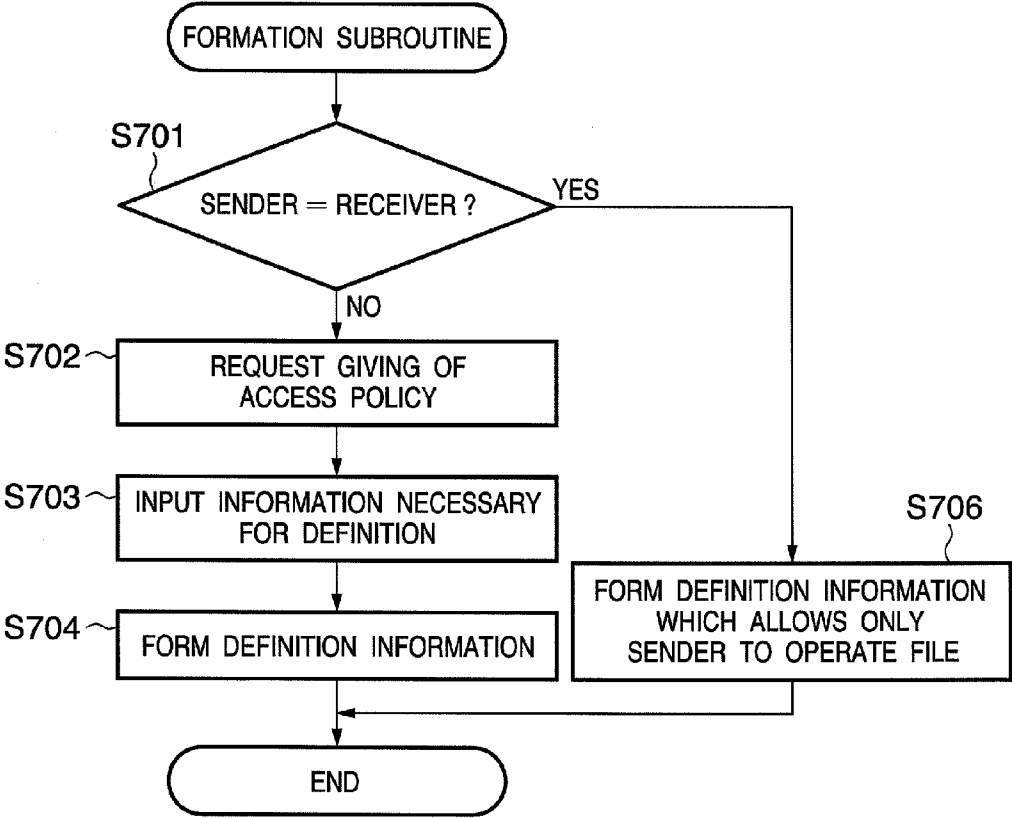 FORMATION SUBROUTINE
S701
SENDER = RECEIVER ?
YES
NO
S702
REQUEST GIVING OF
ACCESS POLICY
S703
INPUT INFORMATION NECESSARY
FOR DEFINITION
S704
FORM DEFINITION INFORMATION
S706
FORM DEFINITION INFORMATION
WHICH ALLOWS ONLY
SENDER TO OPERATE FILE
END